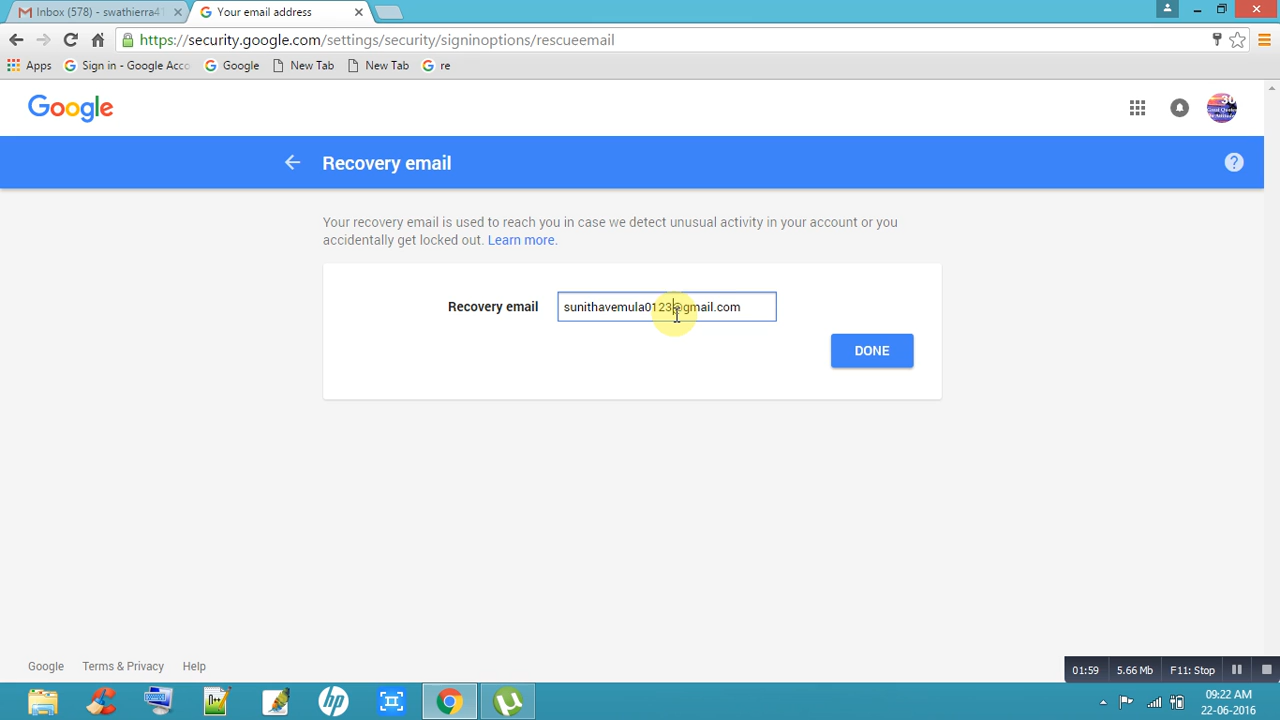 Inbox (578) - swathierra41
Your email address
https://security.google.com/settings/security/signinoptions/rescueemail
Apps
Sign in - Google Acco
Google
New Tab
New Tab
re
Google
30
Recovery email
Your recovery email is used to reach you in case we detect unusual activity in your account or you
accidentally get locked out. Learn more.
Recovery email
sunithavemula0123@gmail.com
DONE
Google
Terms & Privacy
Help
01:59
5.66 Mb
F11: Stop
hp
09:22 AM
22-06-2016